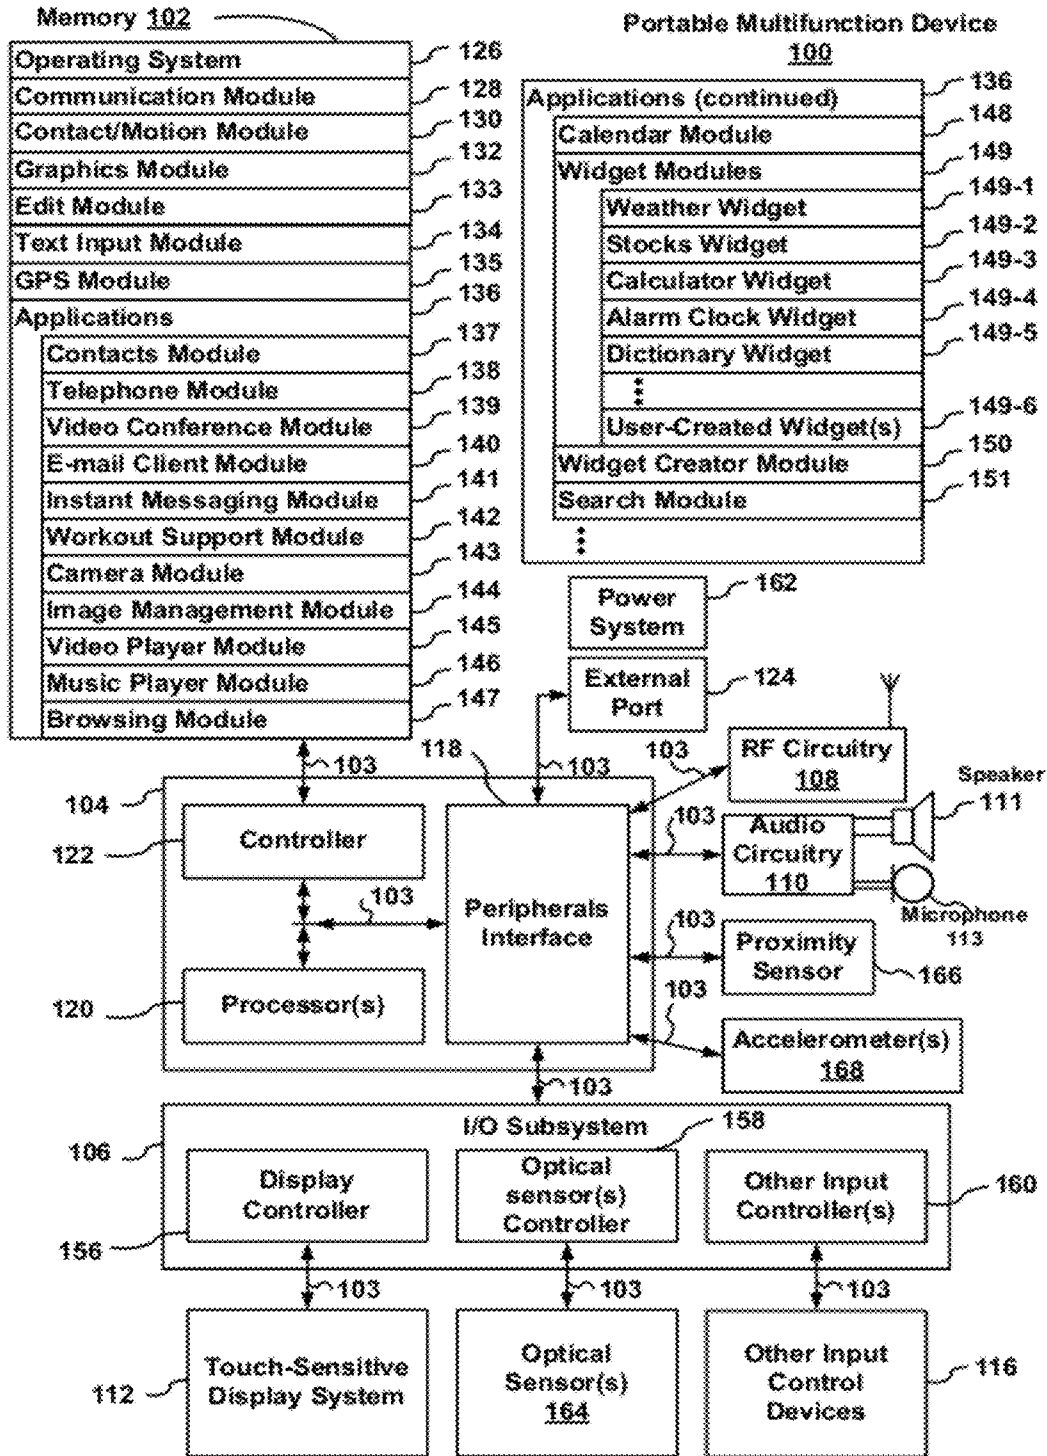 Memory 102
Operating System
126
Communication Module
128
Contact/Motion Module
130
Graphics Module
132
Edit Module
133
Text Input Module
134
GPS Module
135
Applications
136
Contacts Module
137
Telephone Module
138
Video Conference Module
139
E-mail Client Module
140
Instant Messaging Module
141
Workout Support Module
142
Camera Module
143
Image Management Module
144
Video Player Module
145
Music Player Module
146
Browsing Module
147
Portable Multifunction Device
100
Applications (continued)
136
Calendar Module
148
Widget Modules
149
Weather Widget
149-1
Stocks Widget
149-2
Calculator Widget
149-3
Alarm Clock Widget
149-4
Dictionary Widget
149-5
User-Created Widget(s)
149-6
Widget Creator Module
150
Search Module
151
Power
System
162
External
Port
124
103
118
103
103
RF Circuitry
108
Speaker
111
104
Controller
122
103
Peripherals
Interface
103
Audio
Circuitry
110
Microphone
113
Processor(s)
120
103
Proximity
Sensor
166
103
Accelerometer(s)
168
103
I/O Subsystem
106
Display
Controller
156
158
Optical
sensor(s)
Controller
Other Input
Controller(s)
160
103
103
103
Touch-Sensitive
Display System
112
Optical
Sensor(s)
164
Other Input
Control
Devices
116